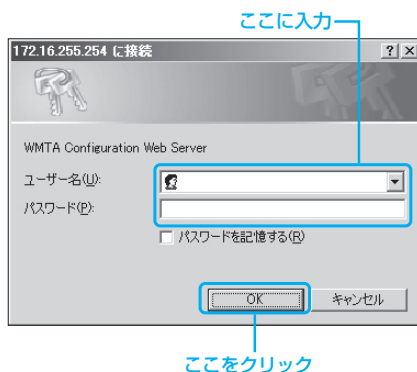 ここに入力
172.16.255.254 に接続
WMTA Configuration Web Server
ユーザー名(U):
パスワード(P):
パスワードを記憶する(R)
OK
キャンセル
ここをクリック